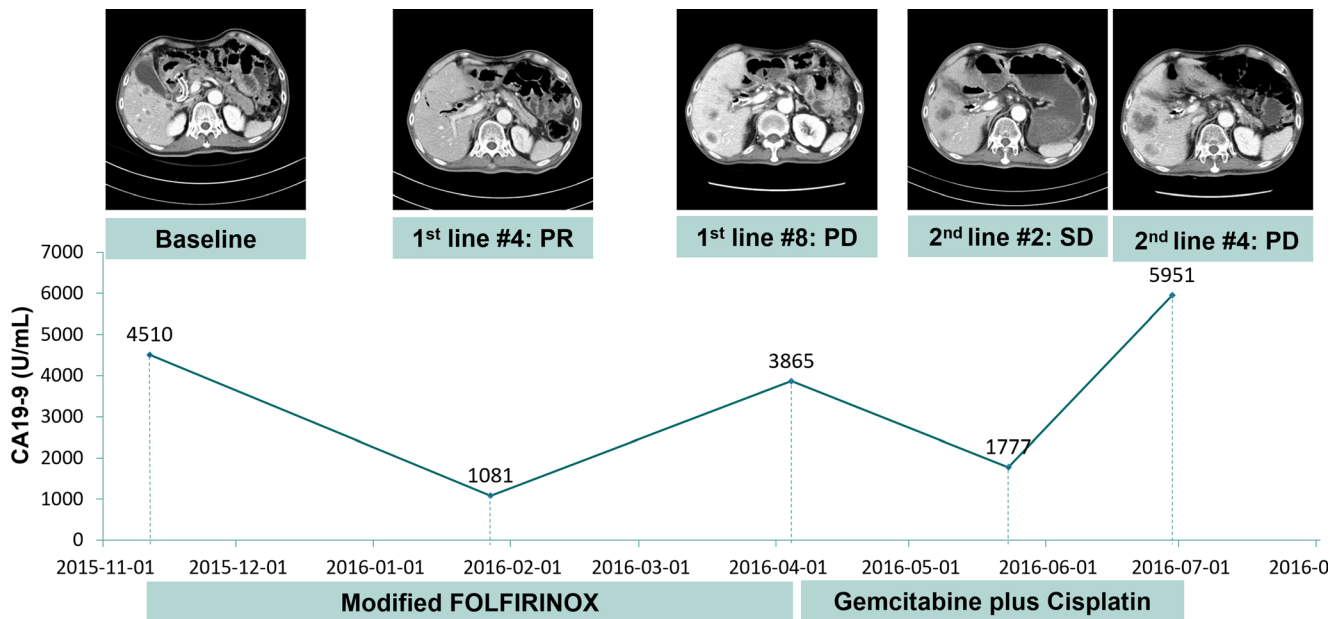 Baseline
1st line #4: PR
1st line #8: PD
2nd line #2: SD
2nd line #4: PD
CA19-9 (U/mL)
7000
6000
5000
4000
3000
2000
1000
0
4510
1081
3865
1777
5951
2015-11-01 2015-12-01 2016-01-01 2016-02-01 2016-03-01 2016-04-01 2016-05-01 2016-06-01 2016-07-01 2016-0
Modified FOLFIRINOX
Gemcitabine plus Cisplatin